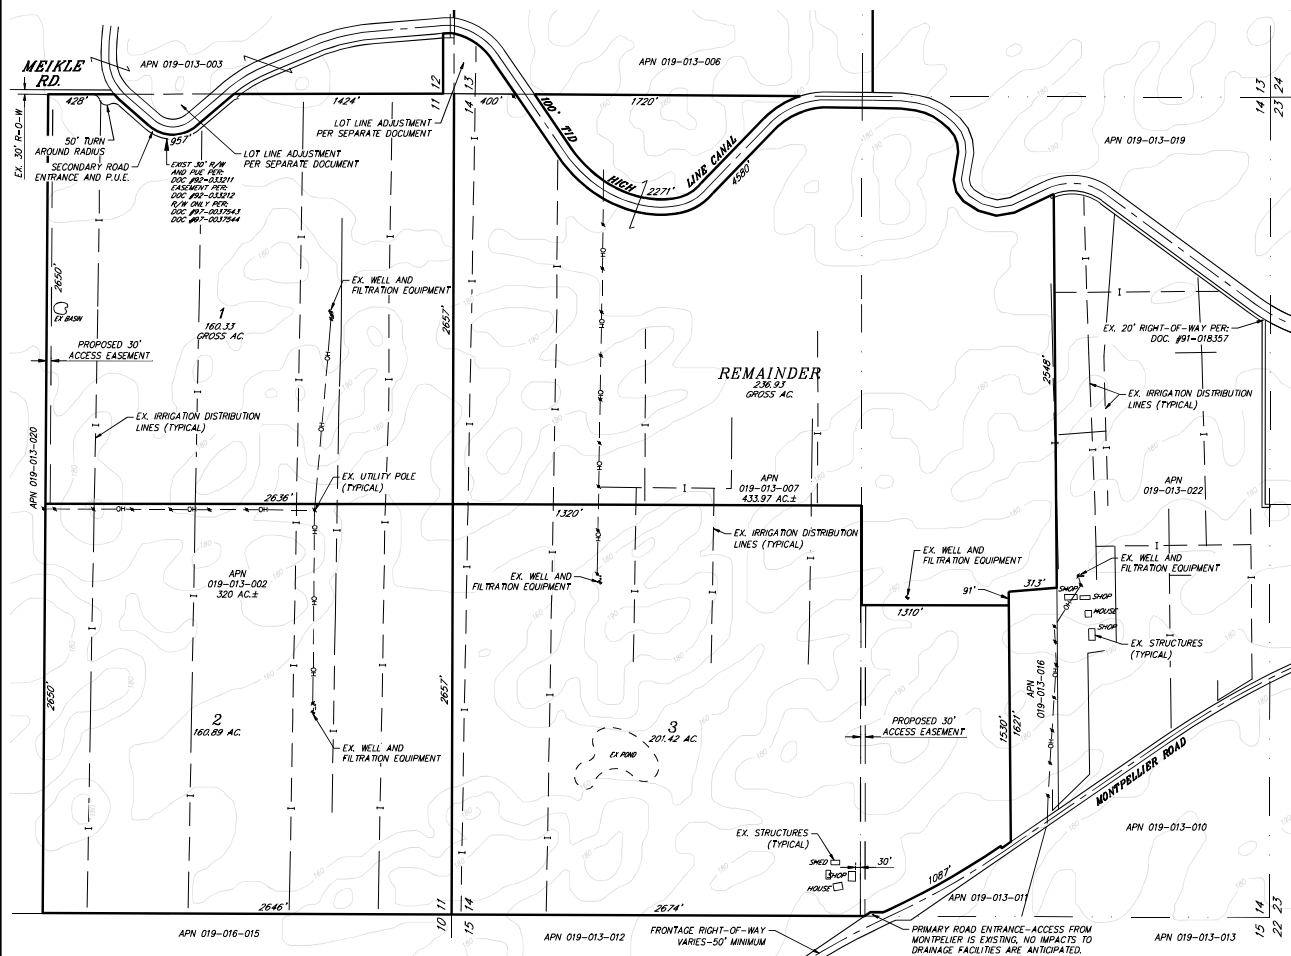 MEIKLE
RD.
APN 019-013-003
APN 019-013-006
APN 019-013-019
12
11
13
14
13
24
14
23
428'
1424'
400'
1720'
EX. 30' R-O-W
957'
50' TURN
AROUND RADIUS
SECONDARY ROAD
ENTRANCE AND P.U.E.
LOT LINE ADJUSTMENT
PER SEPARATE DOCUMENT
LOT LINE ADJUSTMENT
PER SEPARATE DOCUMENT
EXIST 30' R/W
AND PUE PER:
DOC #92-033211
EASEMENT PER:
DOC #92-033212
R/W ONLY PER:
DOC #97-0037543
DOC #97-0037544
100' TID
HIGH
LINE CANAL
2271'
4580'
2650'
EX BASIN
1
160.33
GROSS AC.
EX. WELL AND
FILTRATION EQUIPMENT
2657'
PROPOSED 30'
ACCESS EASEMENT
REMAINDER
236.93
GROSS AC.
2548'
EX. 20' RIGHT-OF-WAY PER:
DOC. #91-018357
EX. IRRIGATION DISTRIBUTION
LINES (TYPICAL)
EX. IRRIGATION DISTRIBUTION
LINES (TYPICAL)
APN 019-013-020
EX. UTILITY POLE
(TYPICAL)
APN
019-013-007
433.97 AC.±
APN
019-013-022
2636'
1320'
EX. IRRIGATION DISTRIBUTION
LINES (TYPICAL)
APN
019-013-002
320 AC.±
EX. WELL AND
FILTRATION EQUIPMENT
EX. WELL AND
FILTRATION EQUIPMENT
EX. WELL AND
FILTRATION EQUIPMENT
91'
313'
1310'
SHOP
SHOP
HOUSE
SHOP
EX. STRUCTURES
(TYPICAL)
APN
019-013-016
2650'
2657'
2
160.89 AC.
EX. WELL AND
FILTRATION EQUIPMENT
3
201.42 AC.
EX POND
PROPOSED 30'
ACCESS EASEMENT
1530'
1621'
MONTPELLIER ROAD
APN 019-013-010
EX. STRUCTURES
(TYPICAL)
SHED
SHOP
HOUSE
30'
1087'
APN 019-013-011
2646'
2674'
10
11
15
14
15
14
22
23
APN 019-016-015
APN 019-013-012
FRONTAGE RIGHT-OF-WAY
VARIES-50' MINIMUM
PRIMARY ROAD ENTRANCE-ACCESS FROM
MONTPELIER IS EXISTING, NO IMPACTS TO
DRAINAGE FACILITIES ARE ANTICIPATED.
APN 019-013-013